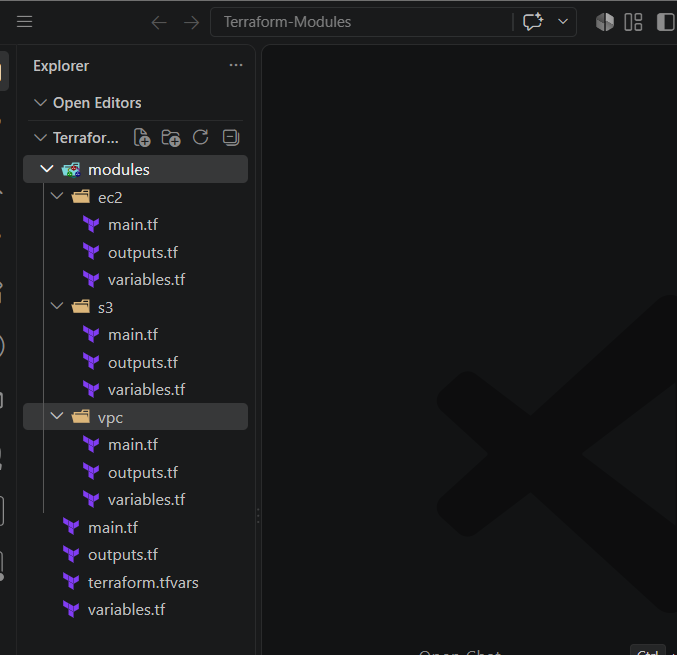 Terraform-Modules
Explorer
Open Editors
Terrafor...
modules
ec2
main.tf
outputs.tf
variables.tf
s3
main.tf
outputs.tf
variables.tf
vpc
main.tf
outputs.tf
variables.tf
main.tf
outputs.tf
terraform.tfvars
variables.tf
Open Chat Ctrl